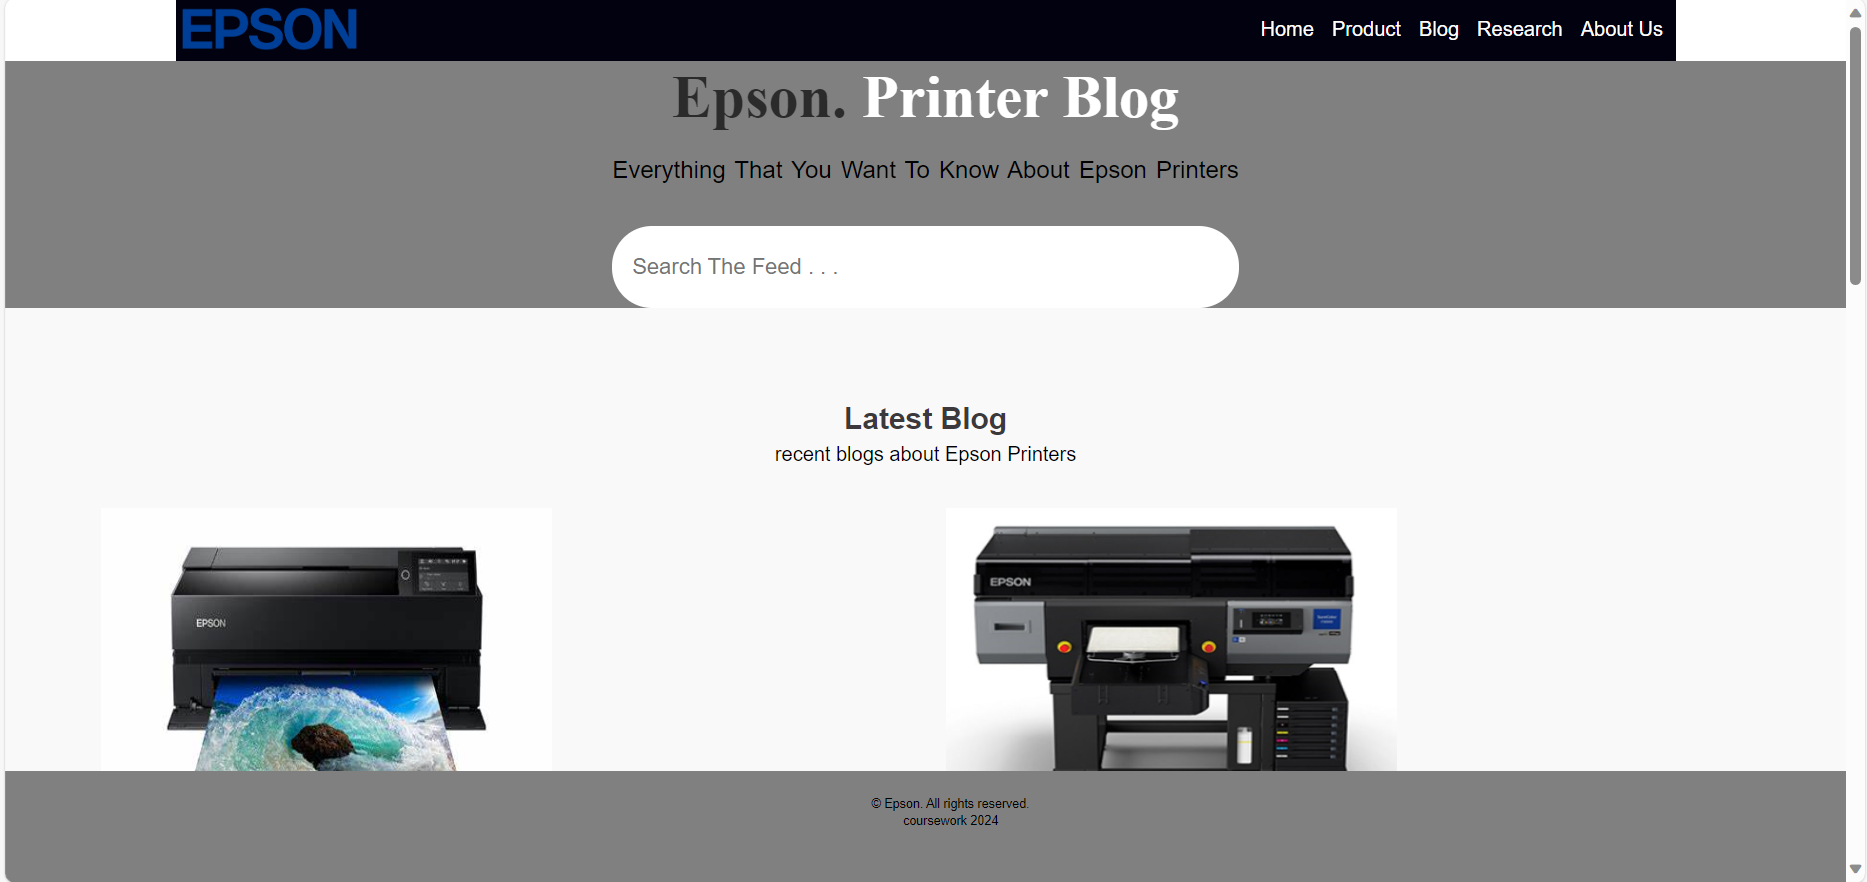 EPSON
Home Product Blog Research About Us
Epson. Printer Blog
Everything That You Want To Know About Epson Printers
Search The Feed . . .
Latest Blog
recent blogs about Epson Printers
EPSON
EPSON
© Epson. All rights reserved.
coursework 2024